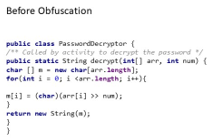 Before Obfuscation
public class PasswordDecryptor {
/** Called by activity to decrypt the password */
public static String decrypt(int[] arr, int num) {
char [] m = new char[arr.length];
for(int i = 0; i (arr.length; i++){
m[i] = (char)(arr[i] >> num);
}
return new String(m);
}
}